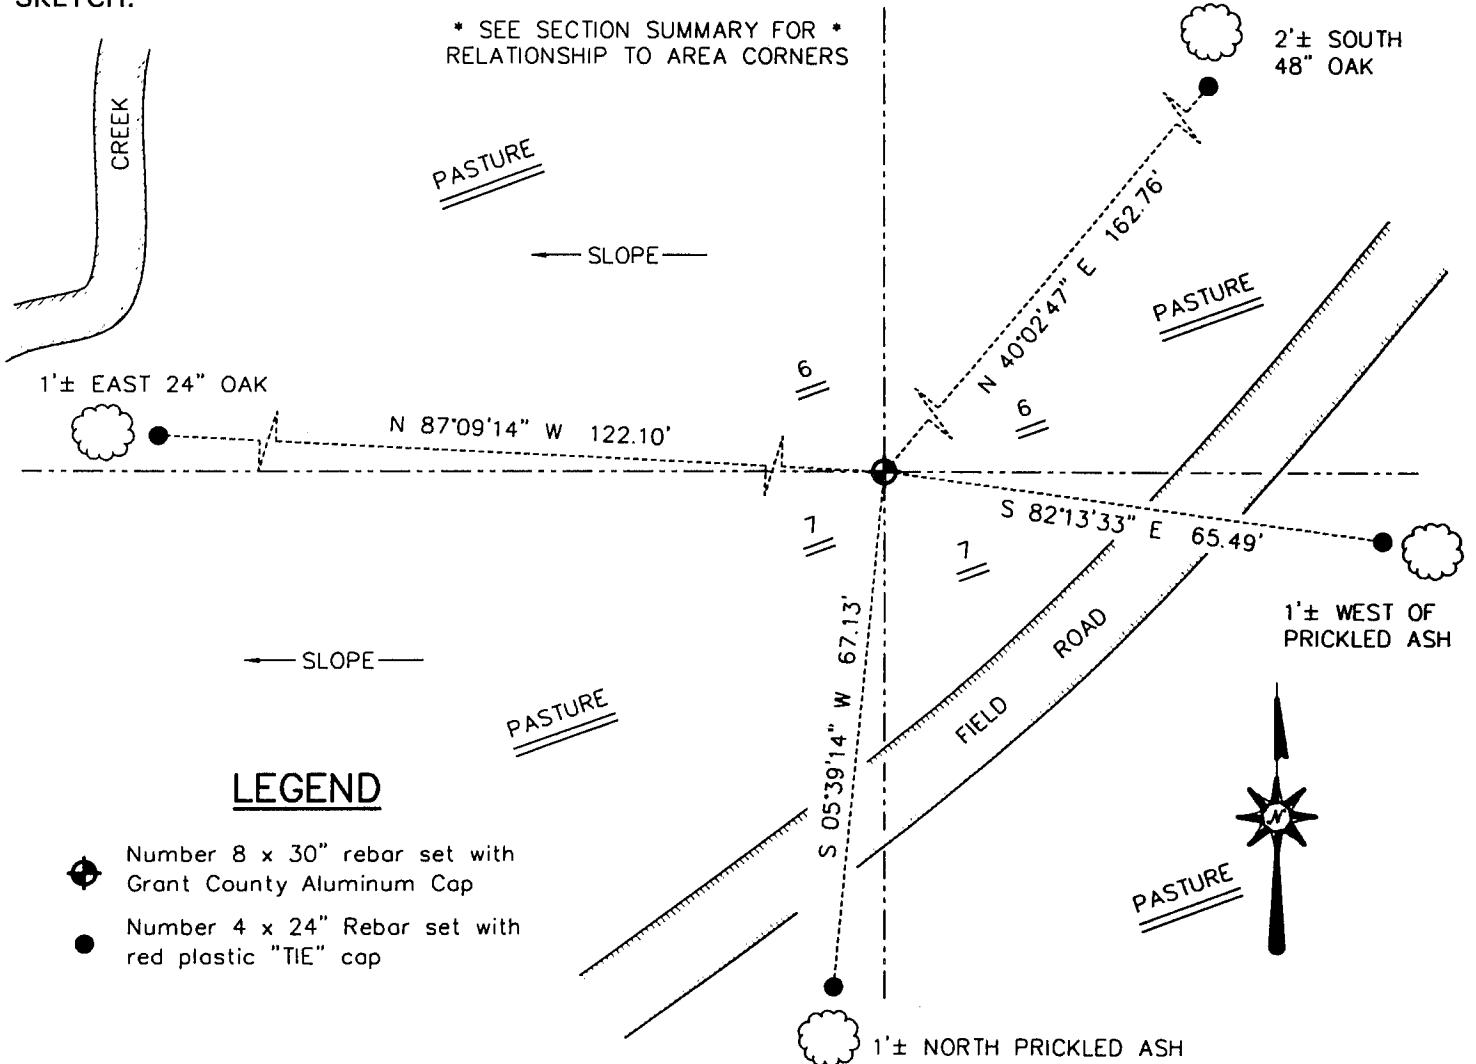 SKETCH:
* SEE SECTION SUMMARY FOR *
RELATIONSHIP TO AREA CORNERS
2'± SOUTH
48" OAK
CREEK
PASTURE
SLOPE
N 40°02'47" E 162.76'
PASTURE
1'± EAST 24" OAK
6
6
N 87°09'14" W 122.10'
7
7
S 82°13'33" E 65.49'
1'± WEST OF
PRICKLED ASH
S 05°39'14" W 67.13'
FIELD ROAD
SLOPE
PASTURE
LEGEND
Number 8 x 30" rebar set with
Grant County Aluminum Cap
Number 4 x 24" Rebar set with
red plastic "TIE" cap
N
PASTURE
1'± NORTH PRICKLED ASH